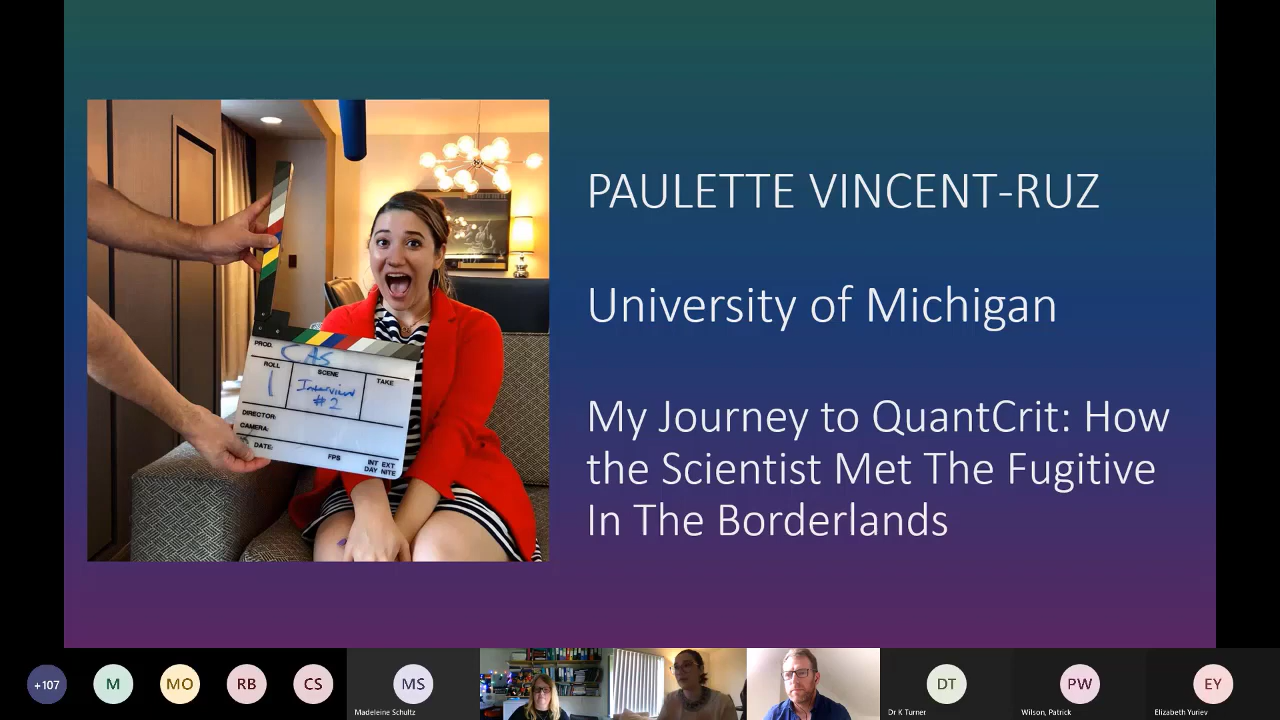 PAULETTE VINCENT-RUZ
University of Michigan
My Journey to QuantCrit: How
the Scientist Met The Fugitive
In The Borderlands
PROD.
CAS
ROLL
SCENE
TAKE
1
Interview
#2
DIRECTOR:
CAMERA:
DATE:
FPS
INT EXT
DAY NITE
+107
M
MO
RB
CS
MS
Madeleine Schultz
DT
Dr K Turner
PW
Wilson, Patrick
EY
Elizabeth Yuriev